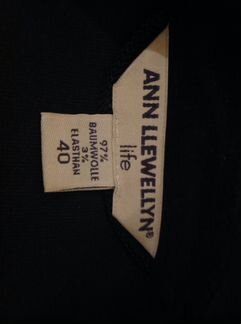 ANN LLEWELLYN®
life
97%
BAUMWOLLE
3%
ELASTHAN
40